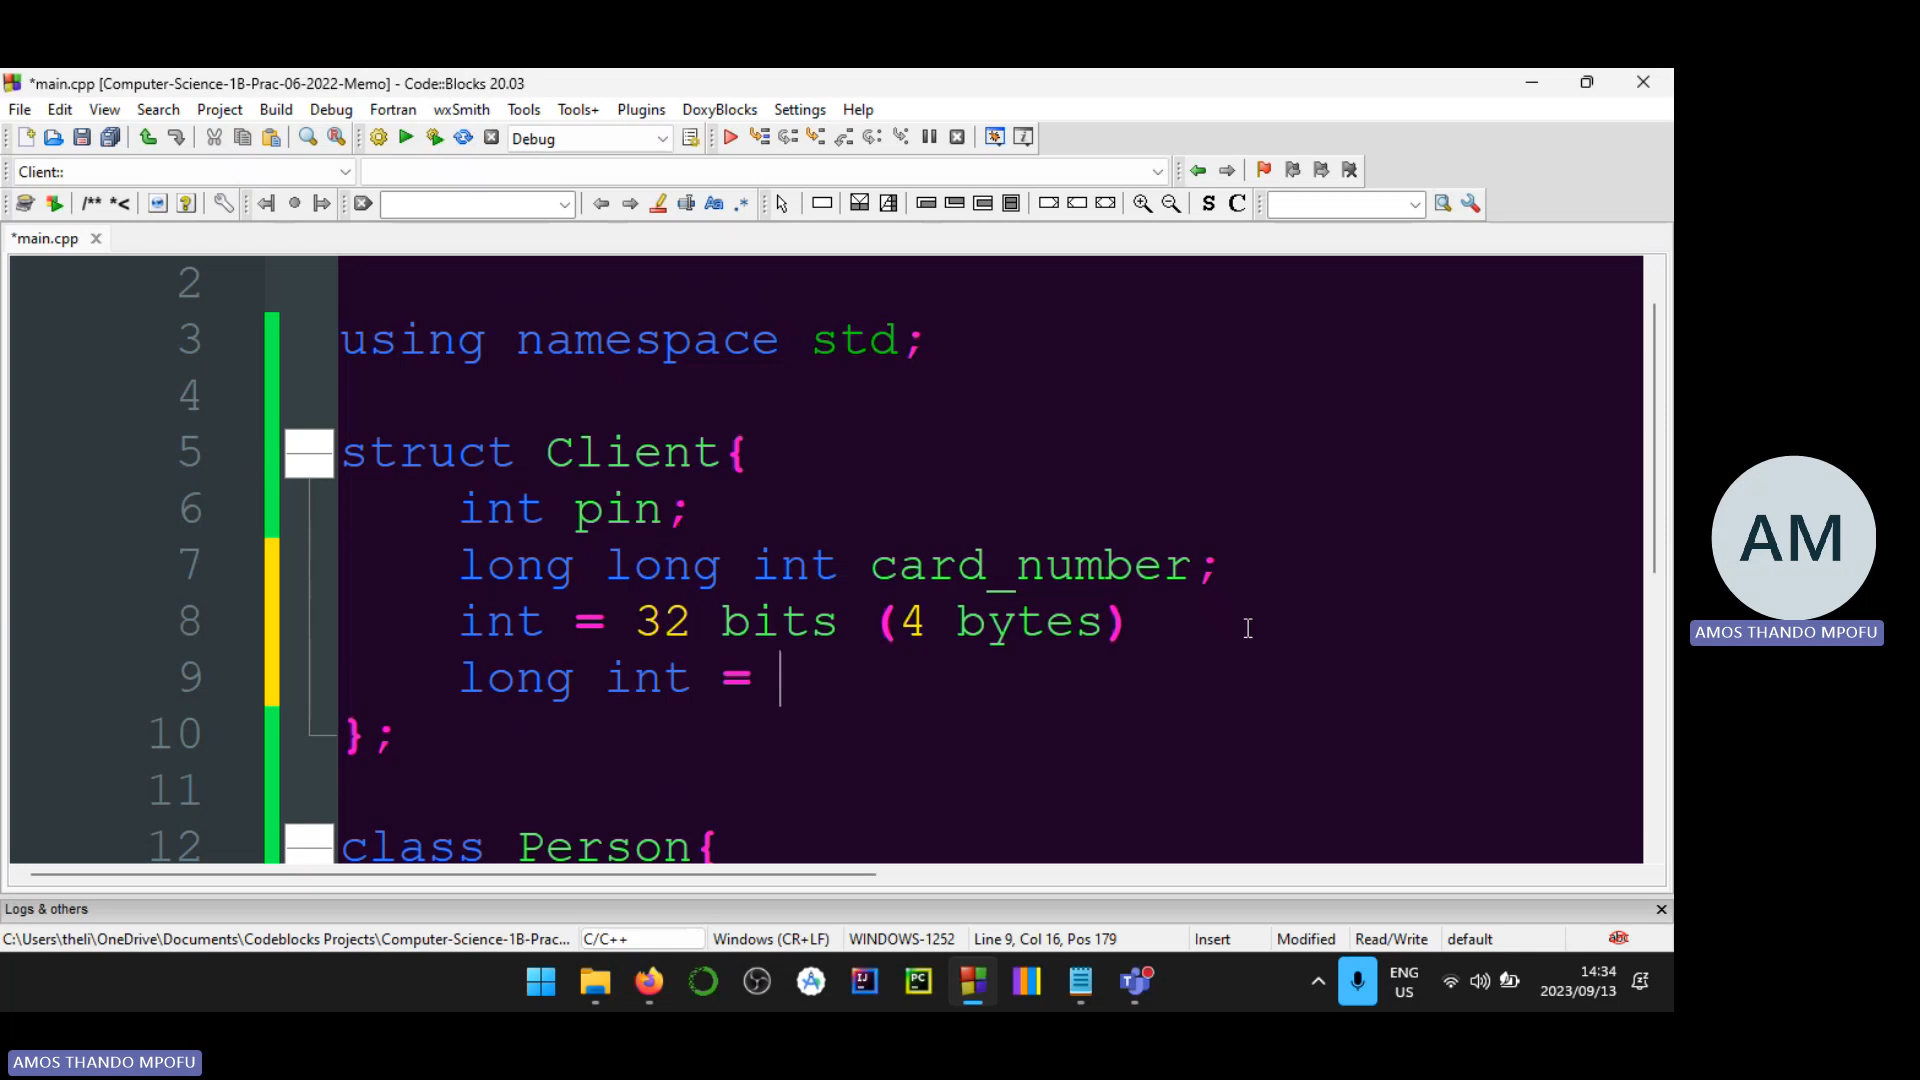 *main.cpp [Computer-Science-1B-Prac-06-2022-Memo] - Code::Blocks 20.03
File Edit View Search Project Build Debug Fortran wxSmith Tools Tools+ Plugins DoxyBlocks Settings Help
Debug
Client::
/** *<
Aa .* S C
*main.cpp
2
3 using namespace std;
4
5 struct Client{
6 int pin;
7 long long int card_number;
8 int = 32 bits (4 bytes)
9 long int =
10 };
11
12 class Person{
AM
AMOS THANDO MPOFU
Logs & others
C:\Users\theli\OneDrive\Documents\Codeblocks Projects\Computer-Science-1B-Prac... C/C++ Windows (CR+LF) WINDOWS-1252 Line 9, Col 16, Pos 179 Insert Modified Read/Write default abc
ENG US 14:34 2023/09/13
AMOS THANDO MPOFU